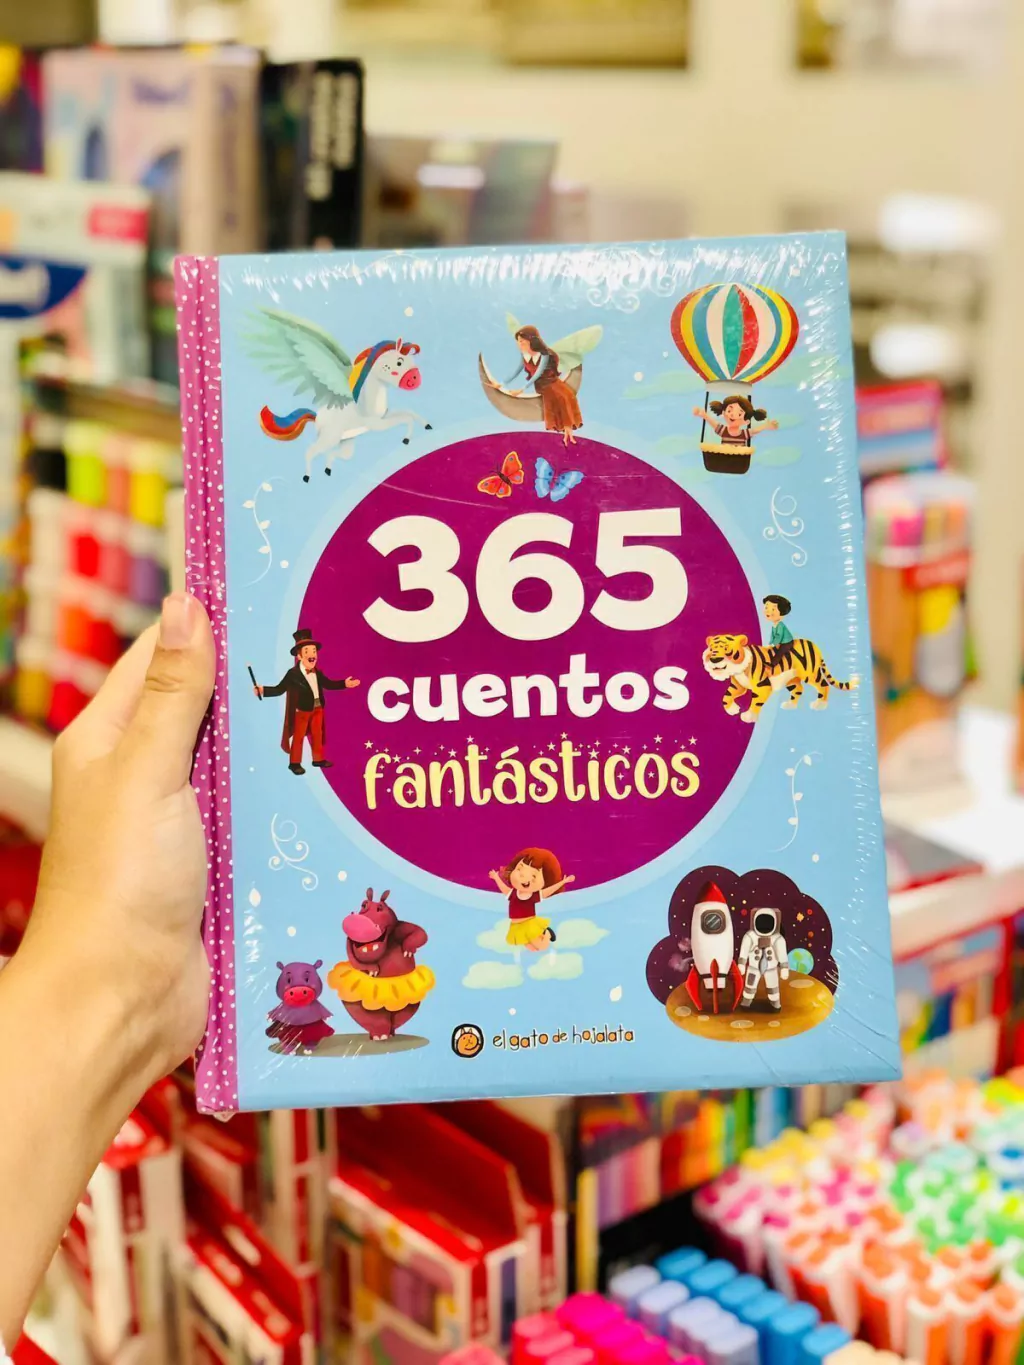 365
cuentos
fantásticos
el gato de hojalata